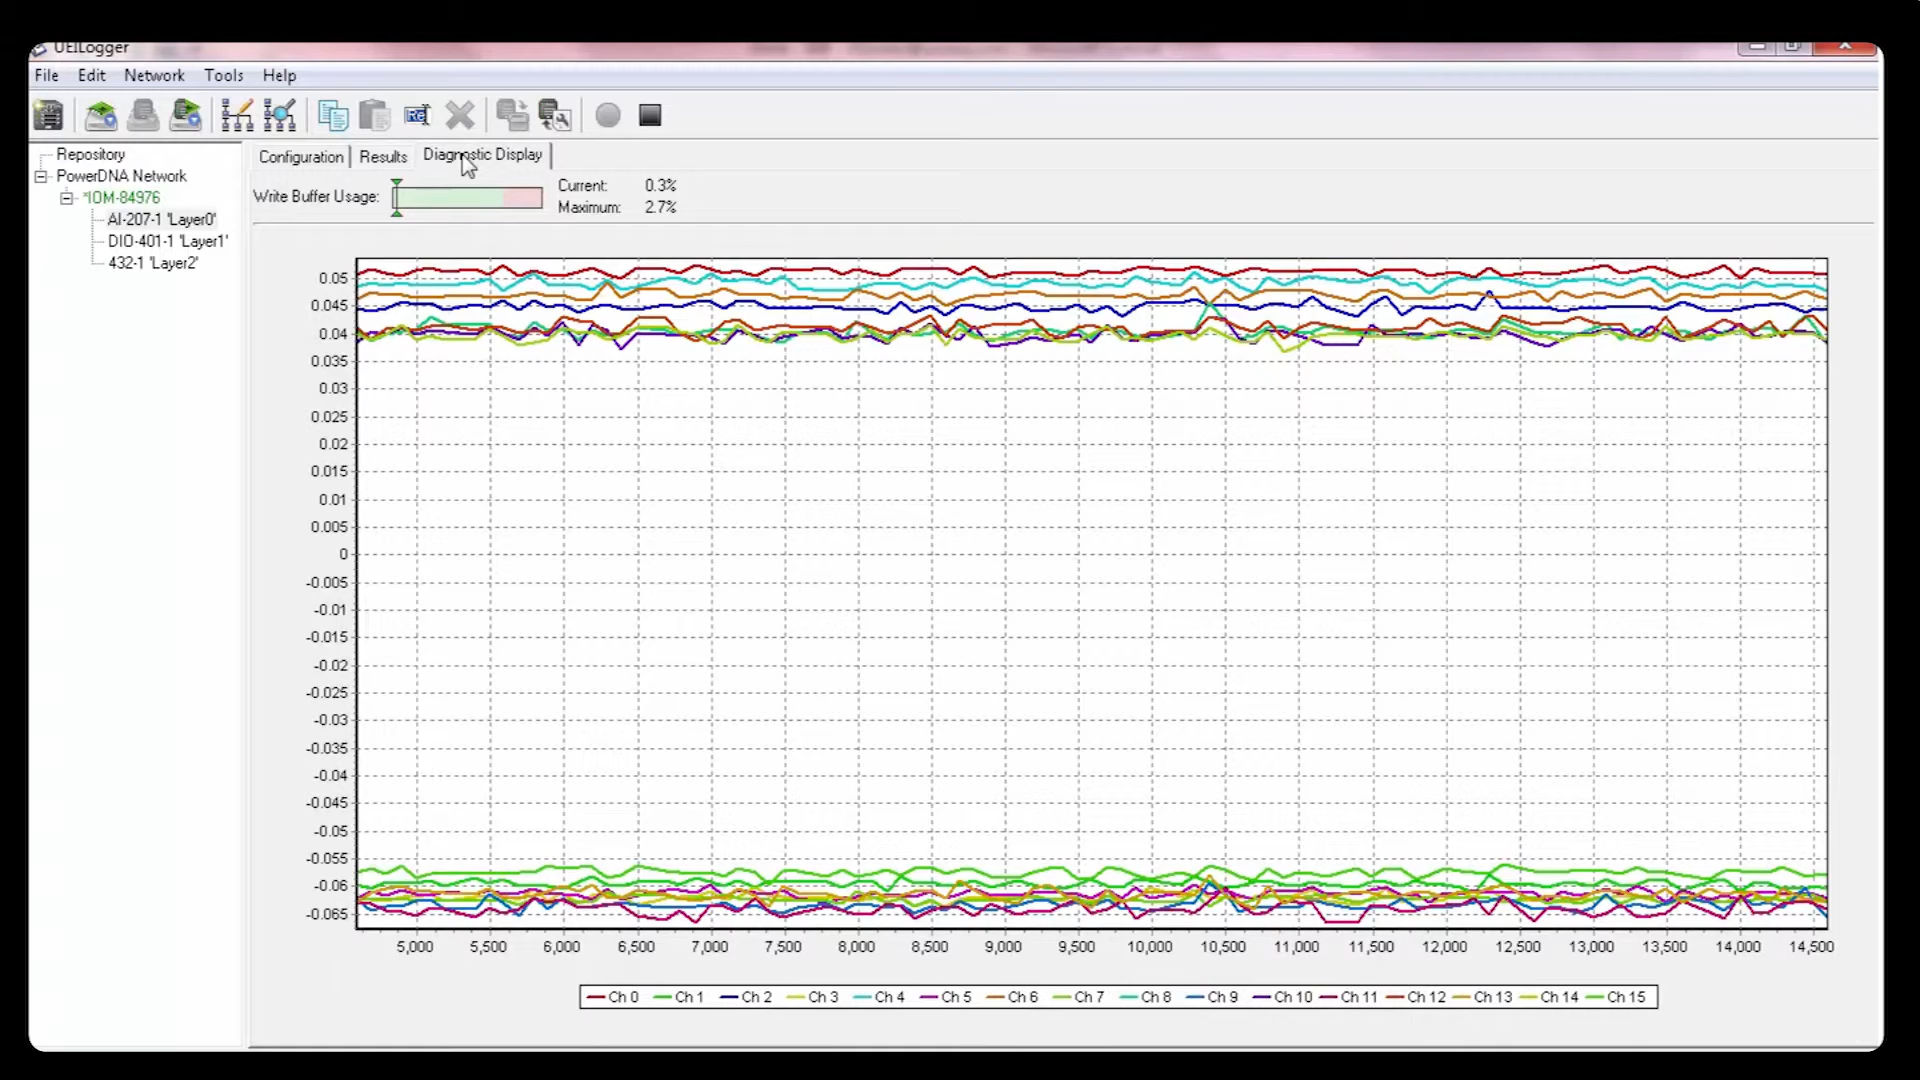 UEILogger
File Edit Network Tools Help
Repository
PowerDNA Network
*IOM-84976
AI-207-1 'Layer0'
DIO-401-1 'Layer1'
432-1 'Layer2'
Configuration Results Diagnostic Display
Write Buffer Usage:
Current: 0.3%
Maximum: 2.7%
0.05
0.045
0.04
0.035
0.03
0.025
0.02
0.015
0.01
0.005
0
-0.005
-0.01
-0.015
-0.02
-0.025
-0.03
-0.035
-0.04
-0.045
-0.05
-0.055
-0.06
-0.065
5,000 5,500 6,000 6,500 7,000 7,500 8,000 8,500 9,000 9,500 10,000 10,500 11,000 11,500 12,000 12,500 13,000 13,500 14,000 14,500
Ch 0 Ch 1 Ch 2 Ch 3 Ch 4 Ch 5 Ch 6 Ch 7 Ch 8 Ch 9 Ch 10 Ch 11 Ch 12 Ch 13 Ch 14 Ch 15